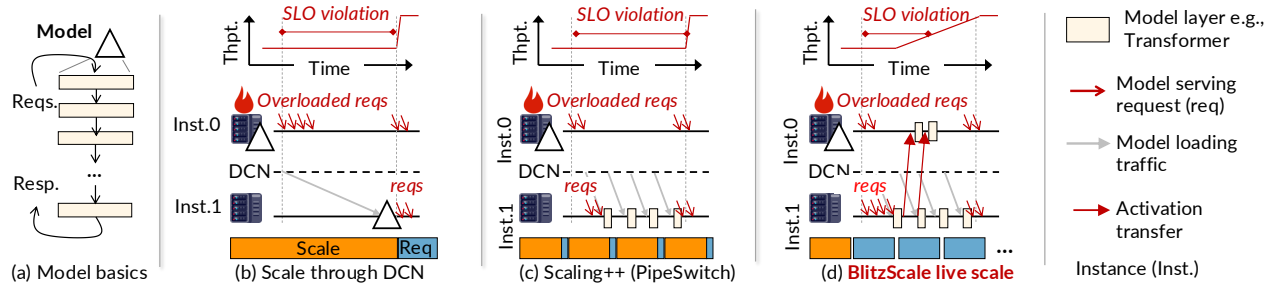 Model
Reqs.
...
Resp.
(a) Model basics
SLO violation
Thpt.
Time
Overloaded reqs
Inst.0
DCN
reqs
Inst.1
Scale
Req
(b) Scale through DCN
SLO violation
Thpt.
Time
Overloaded reqs
Inst.0
DCN
reqs
Inst.1
(c) Scaling++ (PipeSwitch)
SLO violation
Thpt.
Time
Overloaded reqs
Inst.0
DCN
reqs
Inst.1
...
(d) BlitzScale live scale
Model layer e.g.,
Transformer
Model serving
request (req)
Model loading
traffic
Activation
transfer
Instance (Inst.)